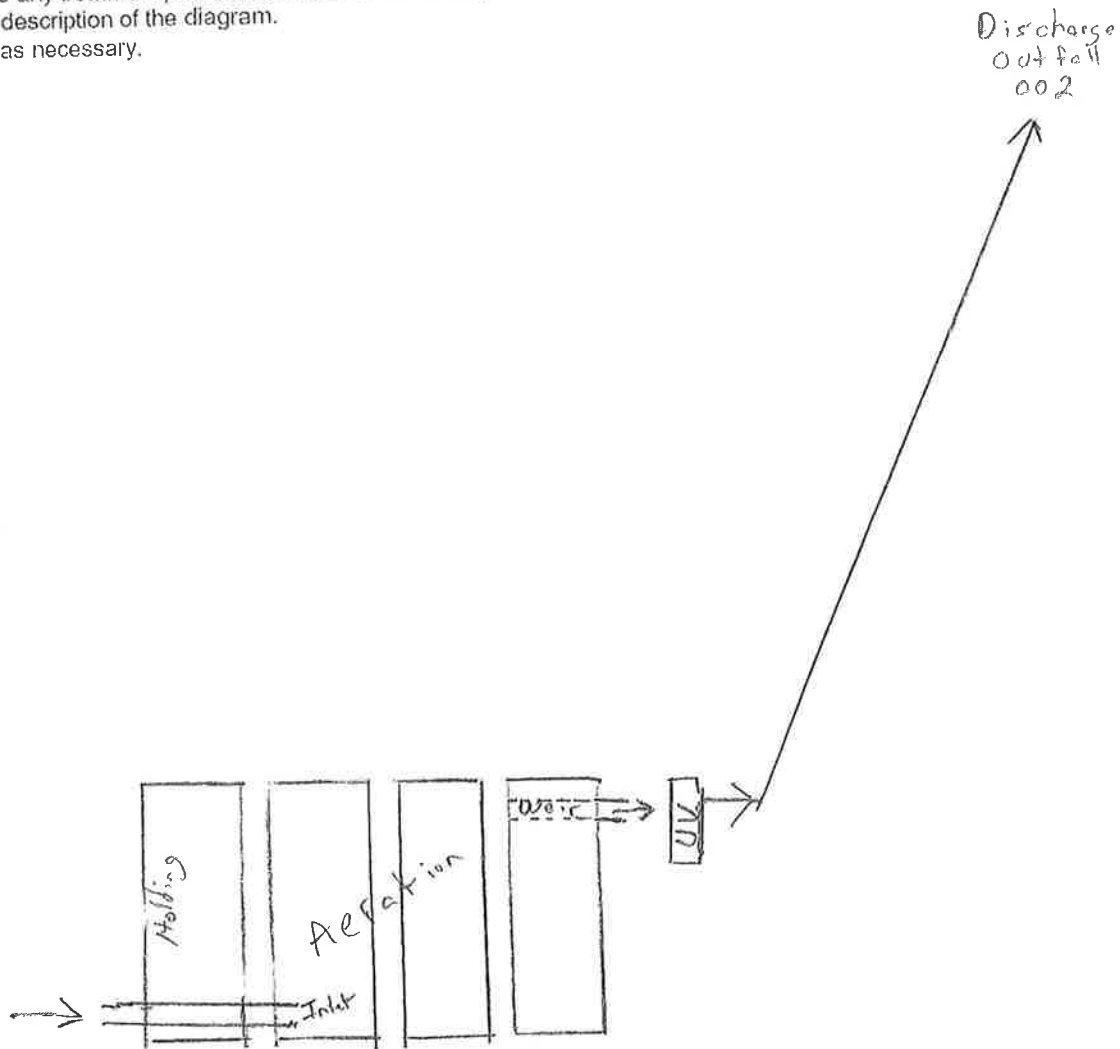 description of the diagram.
as necessary.
Discharge
Outfall
002
Weir
UV
Holding
Aeration
Inlet